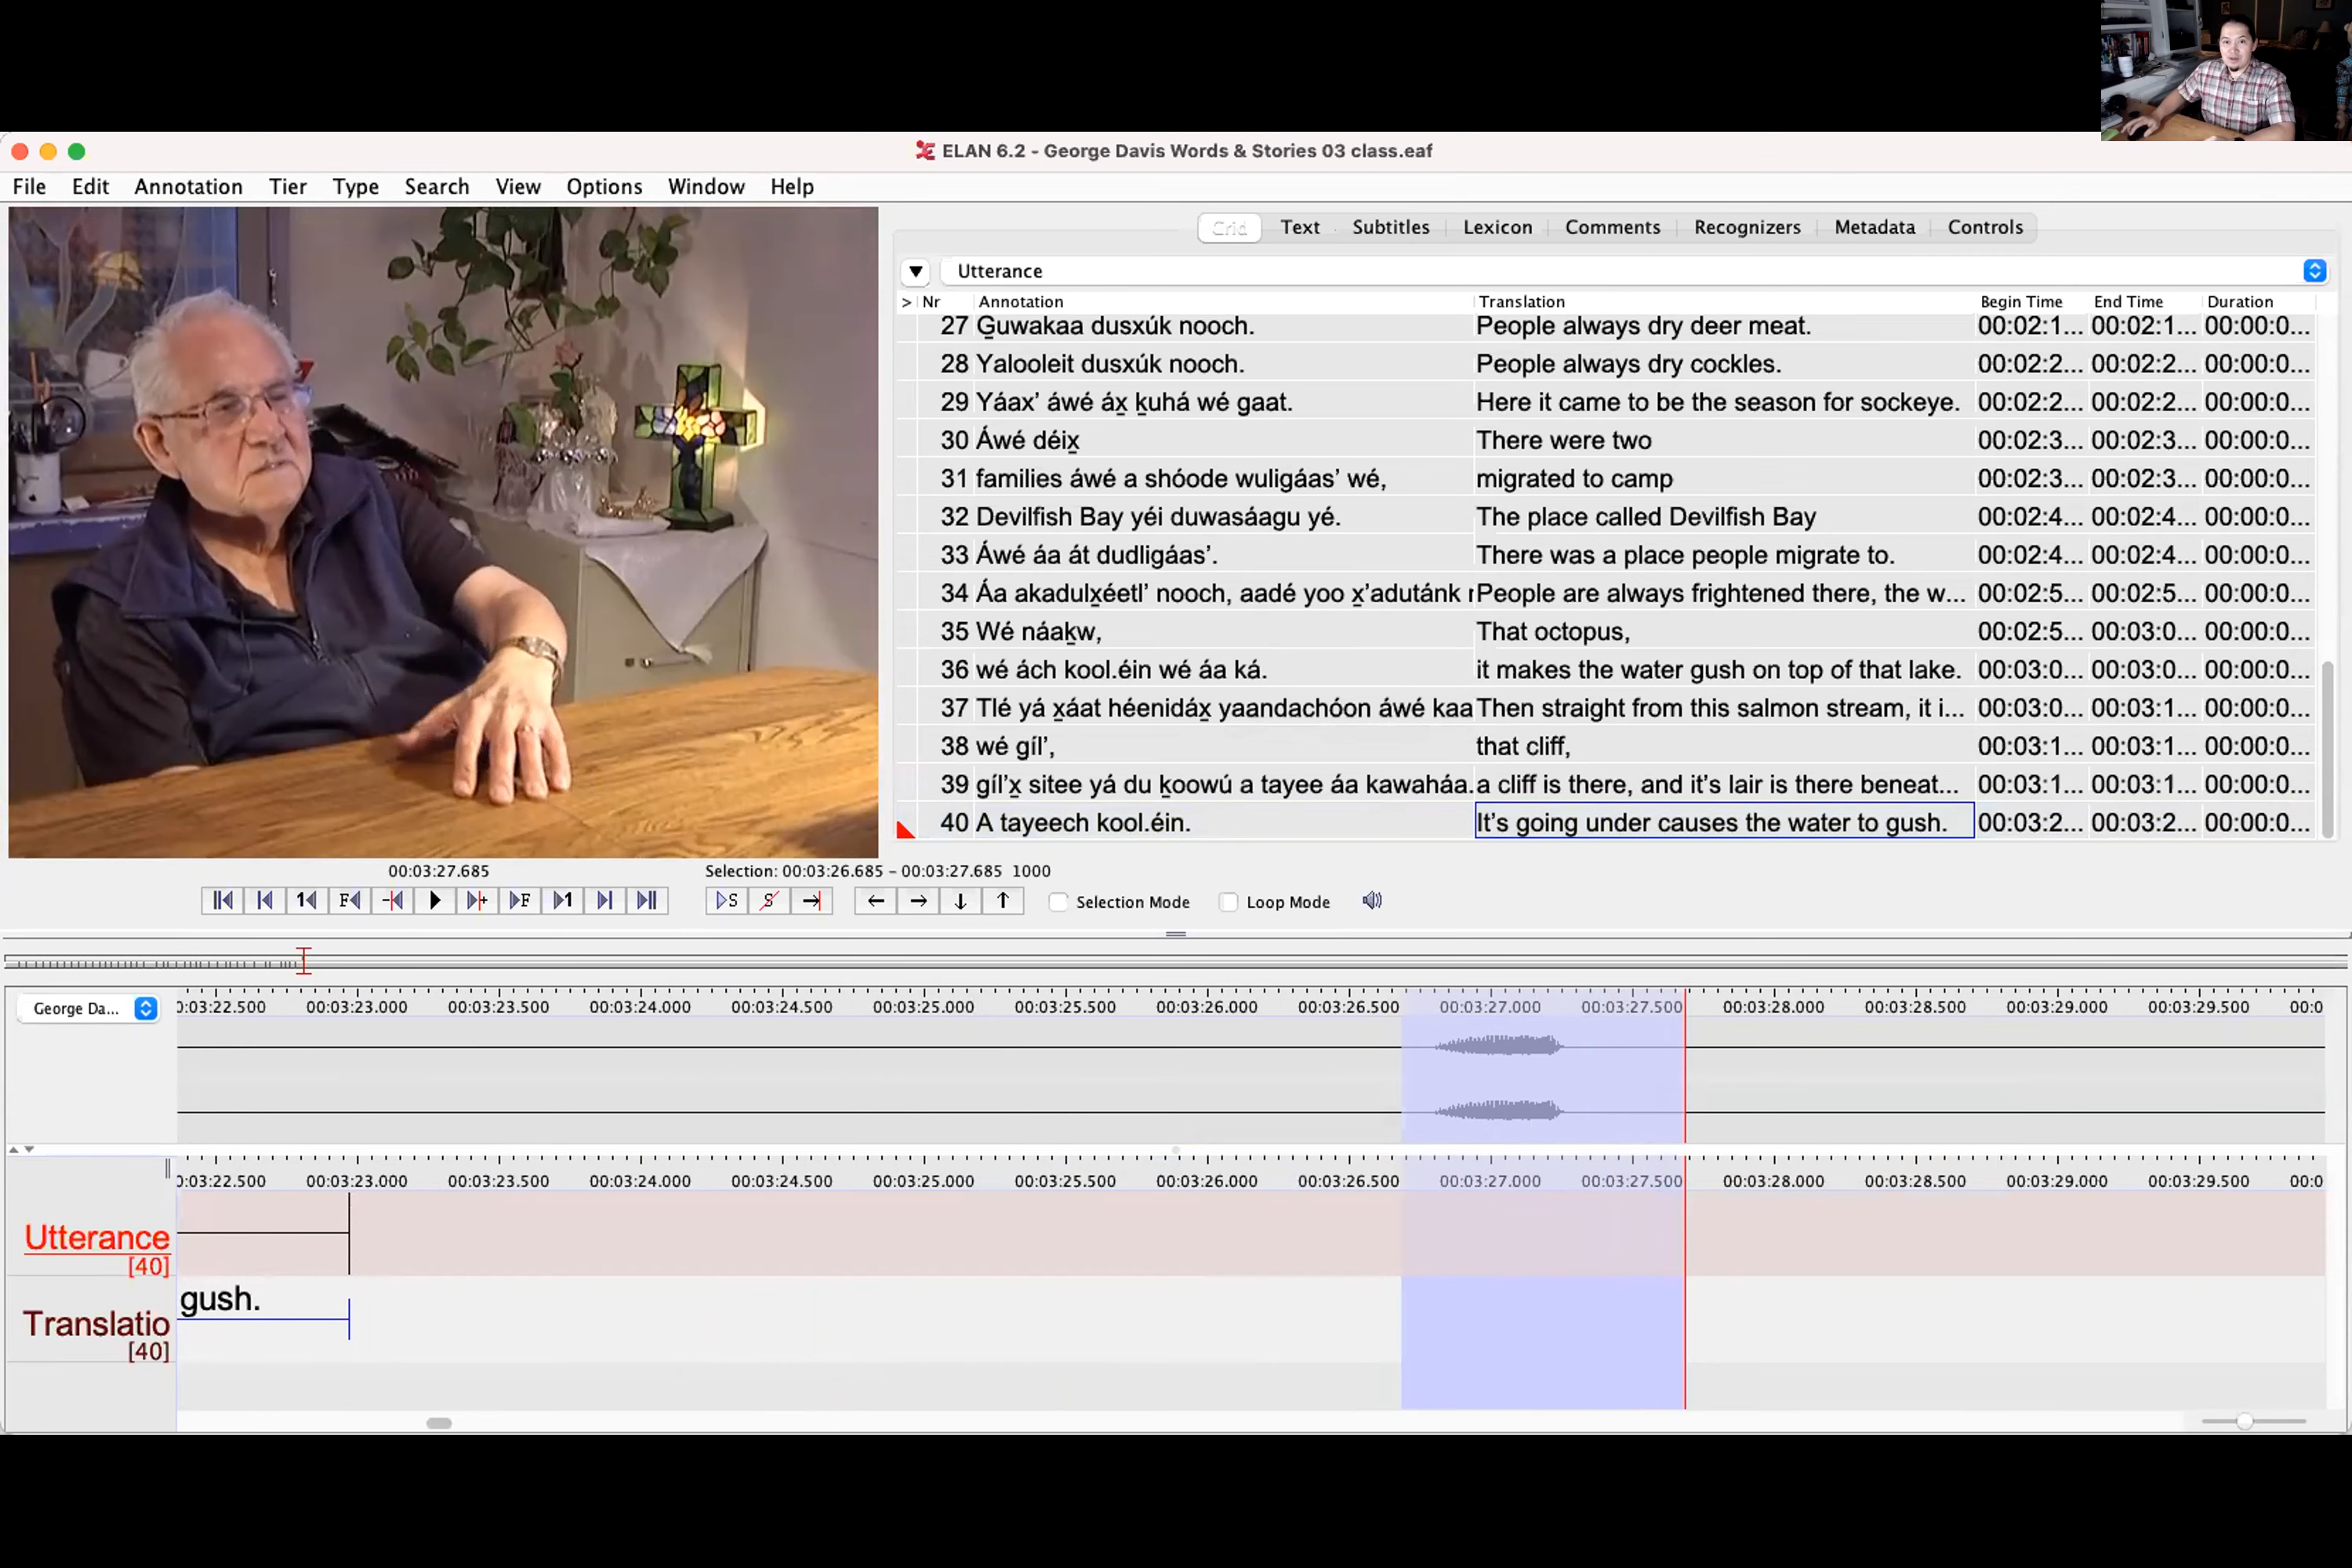 ELAN 6.2 - George Davis Words & Stories 03 class.eaf
File Edit Annotation Tier Type Search View Options Window Help
Grid Text Subtitles Lexicon Comments Recognizers Metadata Controls
Utterance
> Nr Annotation Translation Begin Time End Time Duration
27 G̱uwakaa dusxúk nooch. People always dry deer meat. 00:02:1... 00:02:1... 00:00:0...
28 Yalooleit dusxúk nooch. People always dry cockles. 00:02:2... 00:02:2... 00:00:0...
29 Yáax’ áwé áx̱ ḵuhá wé gaat. Here it came to be the season for sockeye. 00:02:2... 00:02:2... 00:00:0...
30 Áwé déix̱ There were two 00:02:3... 00:02:3... 00:00:0...
31 families áwé a shóode wuligáas’ wé, migrated to camp 00:02:3... 00:02:3... 00:00:0...
32 Devilfish Bay yéi duwasáagu yé. The place called Devilfish Bay 00:02:4... 00:02:4... 00:00:0...
33 Áwé áa át dudligáas’. There was a place people migrate to. 00:02:4... 00:02:4... 00:00:0...
34 Áa akadulx̱éetl’ nooch, aadé yoo x̱’adutánk People are always frightened there, the w... 00:02:5... 00:02:5... 00:00:0...
35 Wé náaḵw, That octopus, 00:02:5... 00:03:0... 00:00:0...
36 wé ách kool.éin wé áa ká. it makes the water gush on top of that lake. 00:03:0... 00:03:0... 00:00:0...
37 Tlé yá x̱áat héenidáx̱ yaandachóon áwé kaa Then straight from this salmon stream, it i... 00:03:0... 00:03:1... 00:00:0...
38 wé gíl’, that cliff, 00:03:1... 00:03:1... 00:00:0...
39 gíl’x̱ sitee yá du ḵoowú a tayee áa kawaháa. a cliff is there, and it’s lair is there beneat... 00:03:1... 00:03:1... 00:00:0...
40 A tayeech kool.éin. It’s going under causes the water to gush. 00:03:2... 00:03:2... 00:00:0...
00:03:27.685 Selection: 00:03:26.685 – 00:03:27.685 1000
1 F + F 1 S S Selection Mode Loop Mode
George Da... 0:03:22.500 00:03:23.000 00:03:23.500 00:03:24.000 00:03:24.500 00:03:25.000 00:03:25.500 00:03:26.000 00:03:26.500 00:03:27.000 00:03:27.500 00:03:28.000 00:03:28.500 00:03:29.000 00:03:29.500 00:0
0:03:22.500 00:03:23.000 00:03:23.500 00:03:24.000 00:03:24.500 00:03:25.000 00:03:25.500 00:03:26.000 00:03:26.500 00:03:27.000 00:03:27.500 00:03:28.000 00:03:28.500 00:03:29.000 00:03:29.500 00:0
Utterance
[40]
gush.
Translatio
[40]